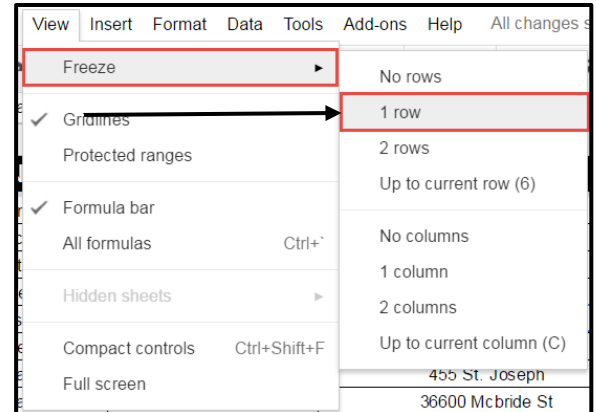 View Insert Format Data Tools Add-ons Help All changes s
Freeze ►
Gridlines
Protected ranges
Formula bar
All formulas Ctrl+`
Hidden sheets ►
Compact controls Ctrl+Shift+F
Full screen
No rows
1 row
2 rows
Up to current row (6)
No columns
1 column
2 columns
Up to current column (C)
455 St. Joseph
36600 Mcbride St